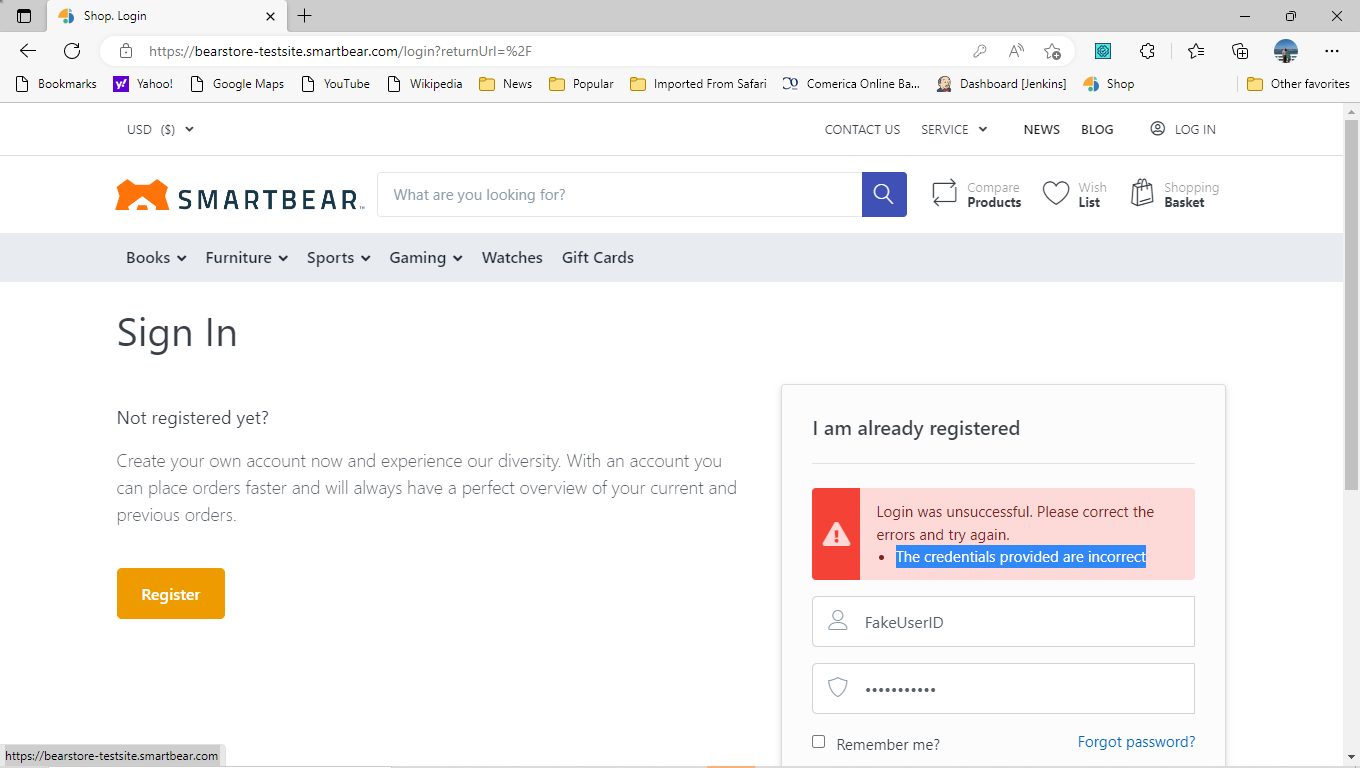 Shop. Login
https://bearstore-testsite.smartbear.com/login?returnUrl=%2F
Bookmarks Yahoo! Google Maps YouTube Wikipedia News Popular Imported From Safari Comerica Online Ba... Dashboard [Jenkins] Shop Other favorites
USD ($) CONTACT US SERVICE NEWS BLOG LOG IN
SMARTBEAR™
What are you looking for?
Compare
Products
Wish
List
Shopping
Basket
Books Furniture Sports Gaming Watches Gift Cards
Sign In
Not registered yet?
Create your own account now and experience our diversity. With an account you
can place orders faster and will always have a perfect overview of your current and
previous orders.
Register
I am already registered
Login was unsuccessful. Please correct the
errors and try again.
• The credentials provided are incorrect
FakeUserID
•••••••••••
Remember me? Forgot password?
https://bearstore-testsite.smartbear.com